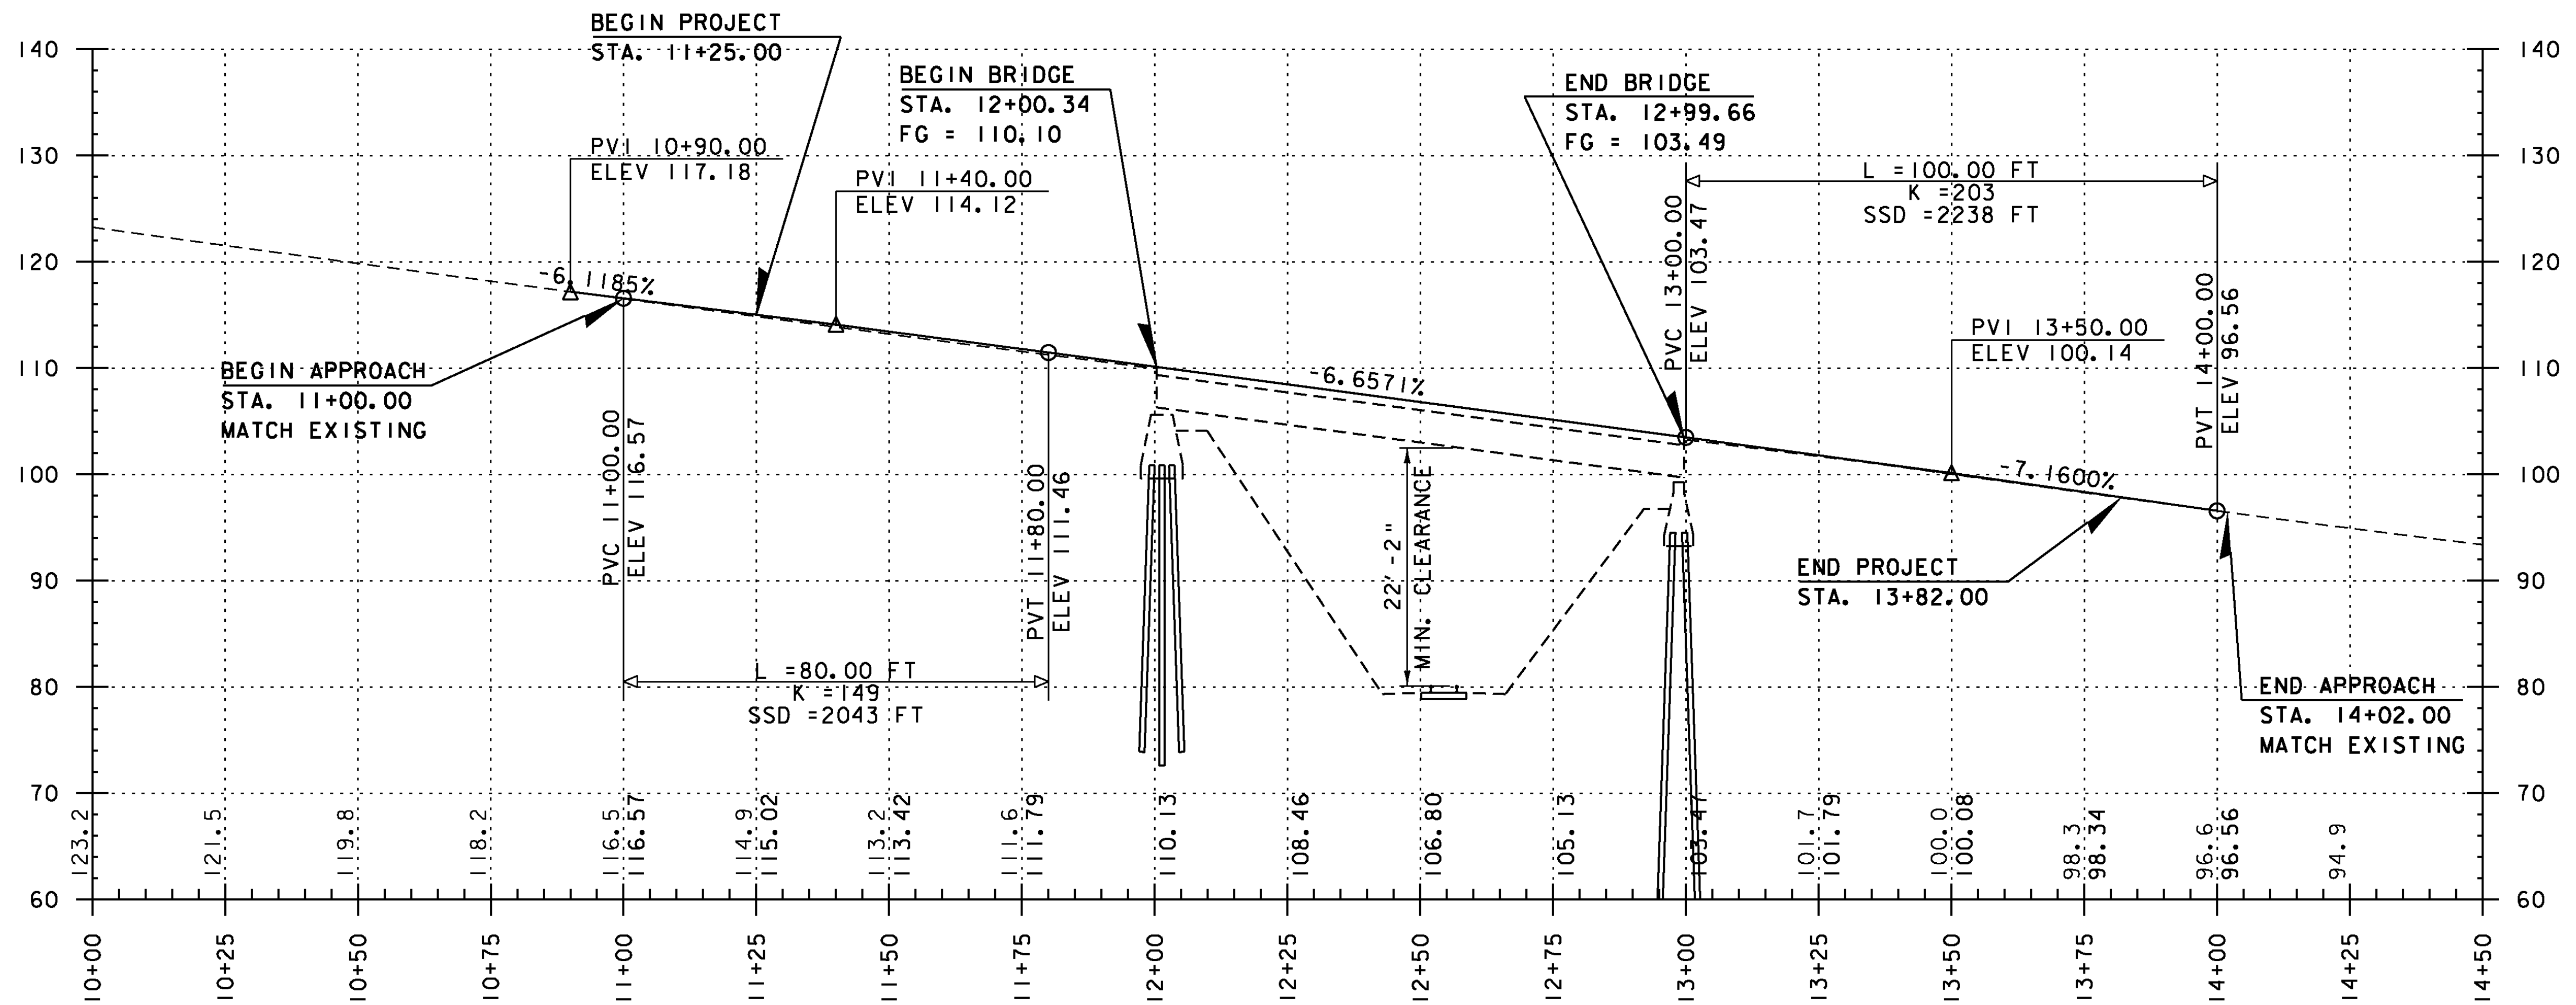 BEGIN PROJECT
STA. 11+25.00
BEGIN BRIDGE
STA. 12+00.34
FG = 110.10
END BRIDGE
STA. 12+99.66
FG = 103.49
PVI 10+90.00
ELEV 117.18
PVI 11+40.00
ELEV 114.12
L =100.00 FT
K =203
SSD =2238 FT
PVC 13+00.00
ELEV 103.47
PVT 14+00.00
ELEV 96.56
PVI 13+50.00
ELEV 100.14
-6.1185%
-6.6571%
-7.1600%
BEGIN APPROACH
STA. 11+00.00
MATCH EXISTING
PVC 11+00.00
ELEV 116.57
PVT 11+80.00
ELEV 111.46
22'-2"
MIN. CLEARANCE
END PROJECT
STA. 13+82.00
L =80.00 FT
K =149
SSD =2043 FT
END APPROACH
STA. 14+02.00
MATCH EXISTING
140
130
120
110
100
90
80
70
60
140
130
120
110
100
90
80
70
60
123.2
121.5
119.8
118.2
116.5
116.57
114.9
115.02
113.2
113.42
111.6
111.79
110.13
108.46
106.80
105.13
103.47
101.7
101.79
100.0
100.08
98.3
98.34
96.6
96.56
94.9
10+00
10+25
10+50
10+75
11+00
11+25
11+50
11+75
12+00
12+25
12+50
12+75
13+00
13+25
13+50
13+75
14+00
14+25
14+50